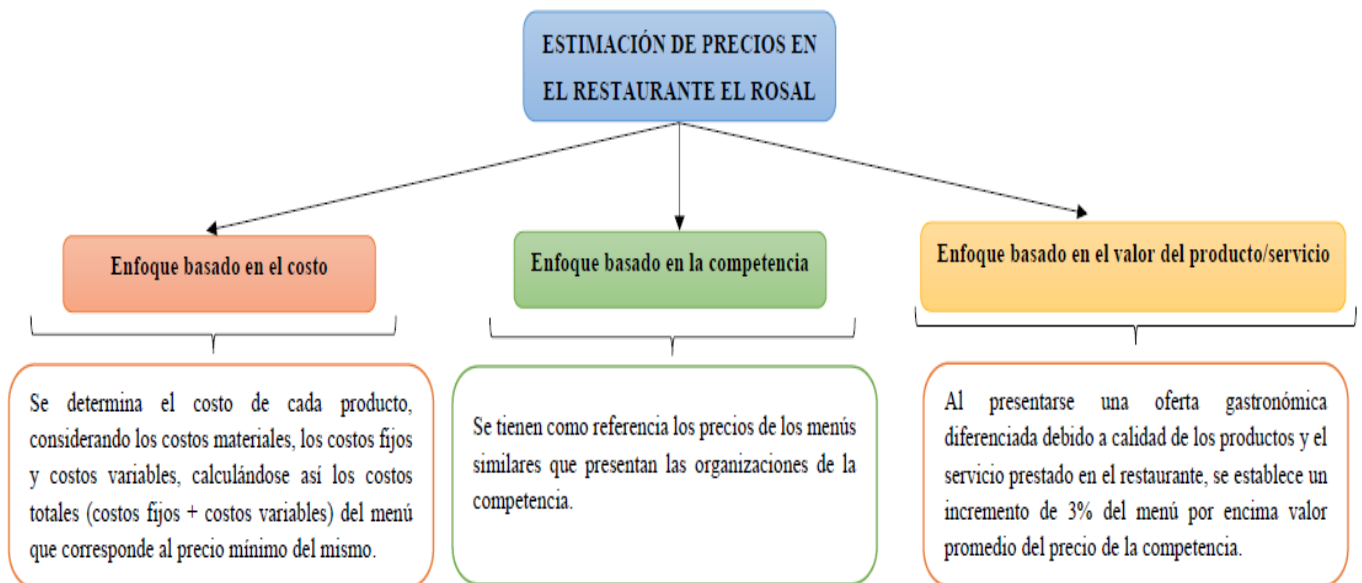 ESTIMACIÓN DE PRECIOS EN
EL RESTAURANTE EL ROSAL
Enfoque basado en el costo
Se determina el costo de cada producto,
considerando los costos materiales, los costos fijos
y costos variables, calculándose así los costos
totales (costos fijos + costos variables) del menú
que corresponde al precio mínimo del mismo.
Enfoque basado en la competencia
Se tienen como referencia los precios de los menús
similares que presentan las organizaciones de la
competencia.
Enfoque basado en el valor del producto/servicio
Al presentarse una oferta gastronómica
diferenciada debido a calidad de los productos y el
servicio prestado en el restaurante, se establece un
incremento de 3% del menú por encima valor
promedio del precio de la competencia.